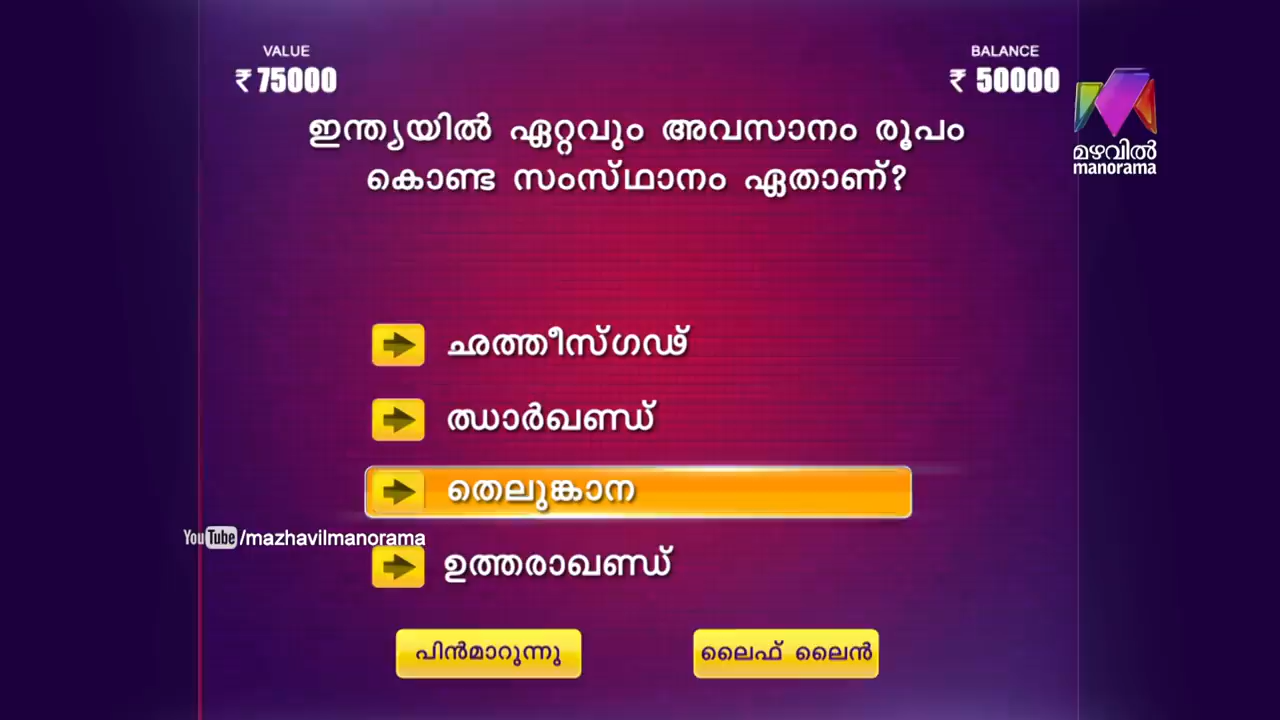 VALUE
₹ 75000
BALANCE
₹ 50000
മഴവിൽ
manorama
ഇന്ത്യയിൽ ഏറ്റവും അവസാനം രൂപം
കൊണ്ട സംസ്ഥാനം ഏതാണ്?
ഛത്തീസ്ഗഢ്
ഝാർഖണ്ഡ്
തെലുങ്കാന
YouTube/mazhavilmanorama
ഉത്തരാഖണ്ഡ്
പിൻമാറുന്നു
ലൈഫ് ലൈൻ